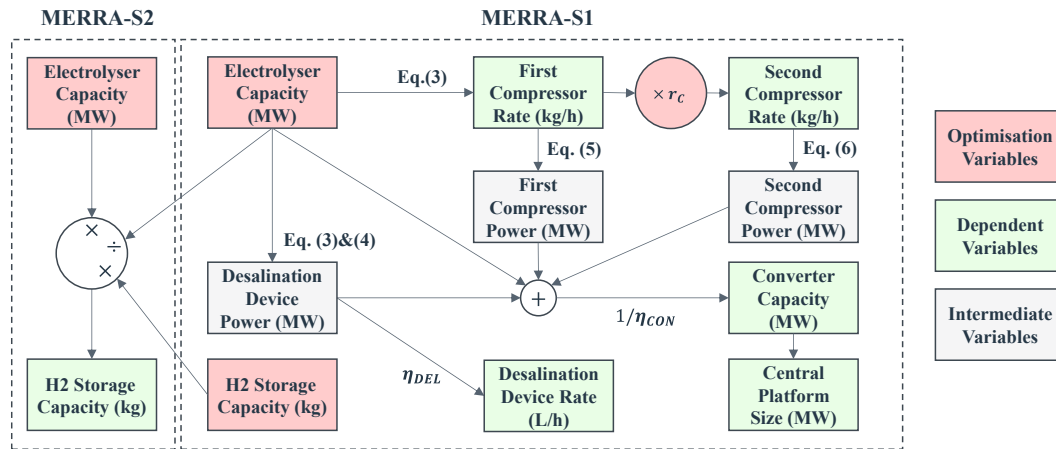 MERRA-S2
MERRA-S1
Electrolyser
Capacity
(MW)
Electrolyser
Capacity
(MW)
Eq.(3)
First
Compressor
Rate (kg/h)
× r_C
Second
Compressor
Rate (kg/h)
Optimisation
Variables
Eq. (5)
Eq. (6)
First
Compressor
Power (MW)
Second
Compressor
Power (MW)
Dependent
Variables
×
÷
×
Eq. (3)&(4)
Desalination
Device
Power (MW)
+
1/η_CON
Converter
Capacity
(MW)
Intermediate
Variables
H2 Storage
Capacity (kg)
H2 Storage
Capacity (kg)
η_DEL
Desalination
Device Rate
(L/h)
Central
Platform
Size (MW)